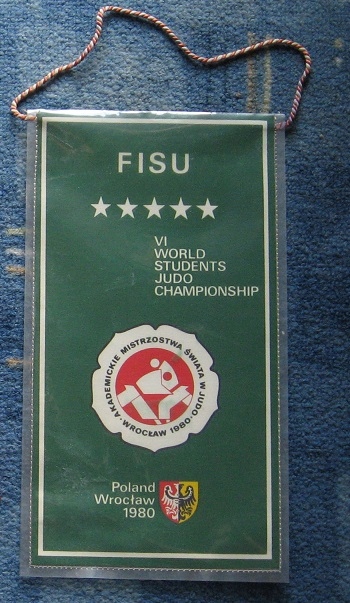 FISU
VI
WORLD
STUDENTS
JUDO
CHAMPIONSHIP
AKADEMICKIE MISTRZOSTWA ŚWIATA W JUDO
· WROCŁAW 1980 ·
Poland
Wrocław
1980